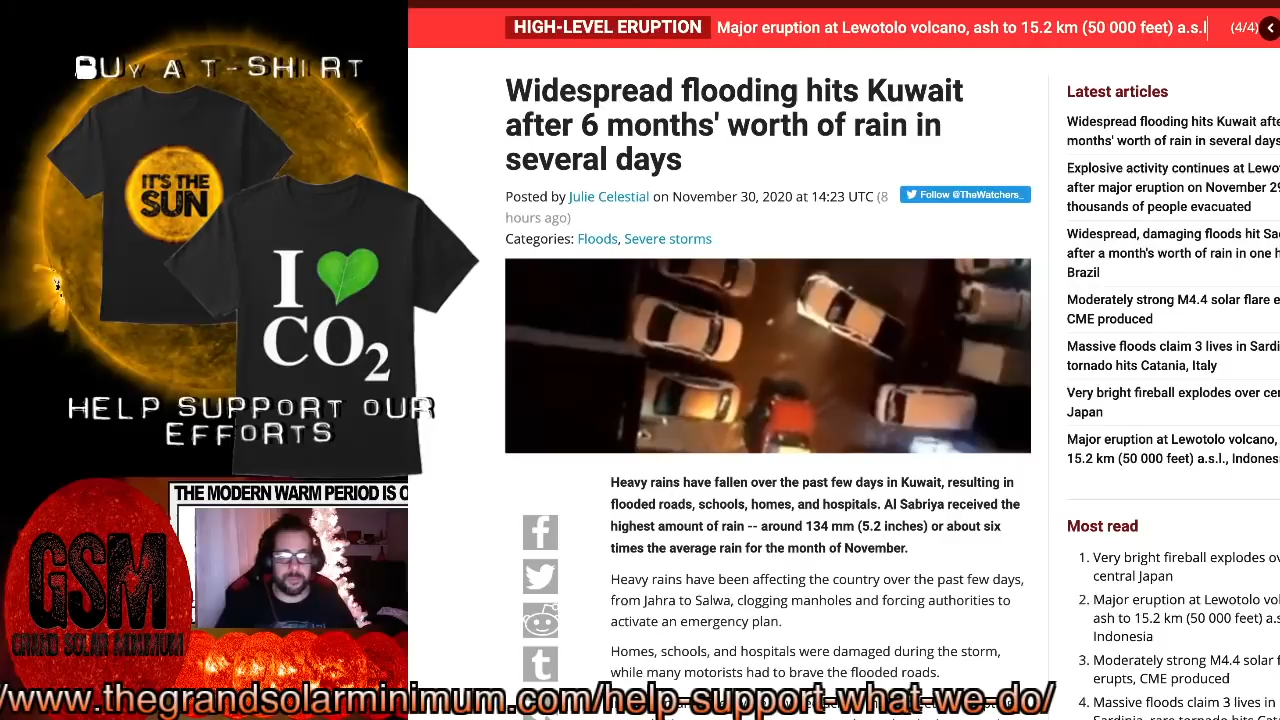 HIGH-LEVEL ERUPTION Major eruption at Lewotolo volcano, ash to 15.2 km (50 000 feet) a.s.l (4/4)
BUY A T-SHIRT
IT'S THE
SUN
I
CO2
HELP SUPPORT OUR
EFFORTS
THE MODERN WARM PERIOD IS O
GSM
GRAND SOLAR MINIMUM
Widespread flooding hits Kuwait
after 6 months' worth of rain in
several days
Posted by Julie Celestial on November 30, 2020 at 14:23 UTC (8
hours ago)
Follow @TheWatchers_
Categories: Floods, Severe storms
Heavy rains have fallen over the past few days in Kuwait, resulting in
flooded roads, schools, homes, and hospitals. Al Sabriya received the
highest amount of rain -- around 134 mm (5.2 inches) or about six
times the average rain for the month of November.
Heavy rains have been affecting the country over the past few days,
from Jahra to Salwa, clogging manholes and forcing authorities to
activate an emergency plan.
Homes, schools, and hospitals were damaged during the storm,
while many motorists had to brave the flooded roads.
Latest articles
Widespread flooding hits Kuwait afte
months' worth of rain in several days
Explosive activity continues at Lewo
after major eruption on November 29
thousands of people evacuated
Widespread, damaging floods hit Sa
after a month's worth of rain in one h
Brazil
Moderately strong M4.4 solar flare e
CME produced
Massive floods claim 3 lives in Sardi
tornado hits Catania, Italy
Very bright fireball explodes over ce
Japan
Major eruption at Lewotolo volcano,
15.2 km (50 000 feet) a.s.l., Indones
Most read
1. Very bright fireball explodes ov
central Japan
2. Major eruption at Lewotolo vol
ash to 15.2 km (50 000 feet) a.s
Indonesia
3. Moderately strong M4.4 solar f
erupts, CME produced
4. Massive floods claim 3 lives in
/www.thegrandsolarminimum.com/help-support-what-we-do/